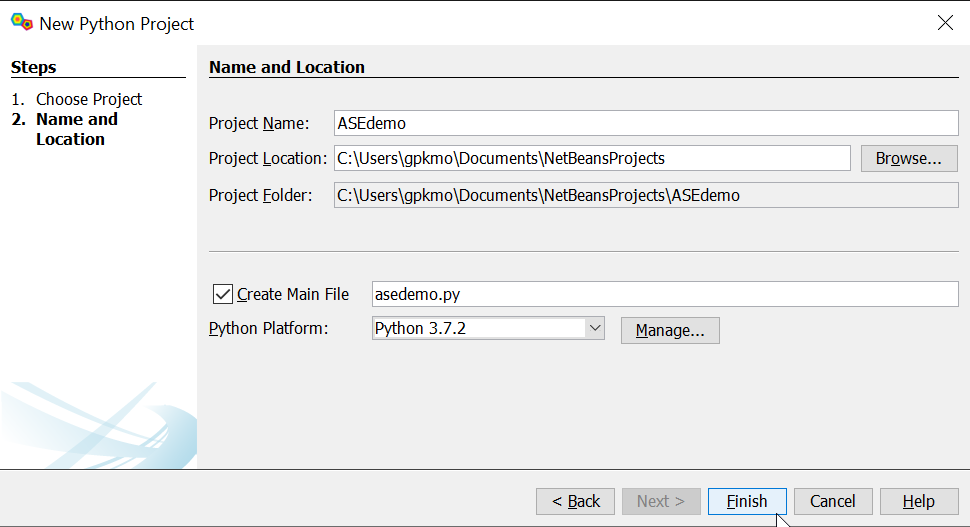 New Python Project
Steps
1. Choose Project
2. Name and
Location
Name and Location
Project Name: ASEdemo
Project Location: C:\Users\gpkmo\Documents\NetBeansProjects Browse...
Project Folder: C:\Users\gpkmo\Documents\NetBeansProjects\ASEdemo
Create Main File asedemo.py
Python Platform: Python 3.7.2 Manage...
< Back Next > Finish Cancel Help